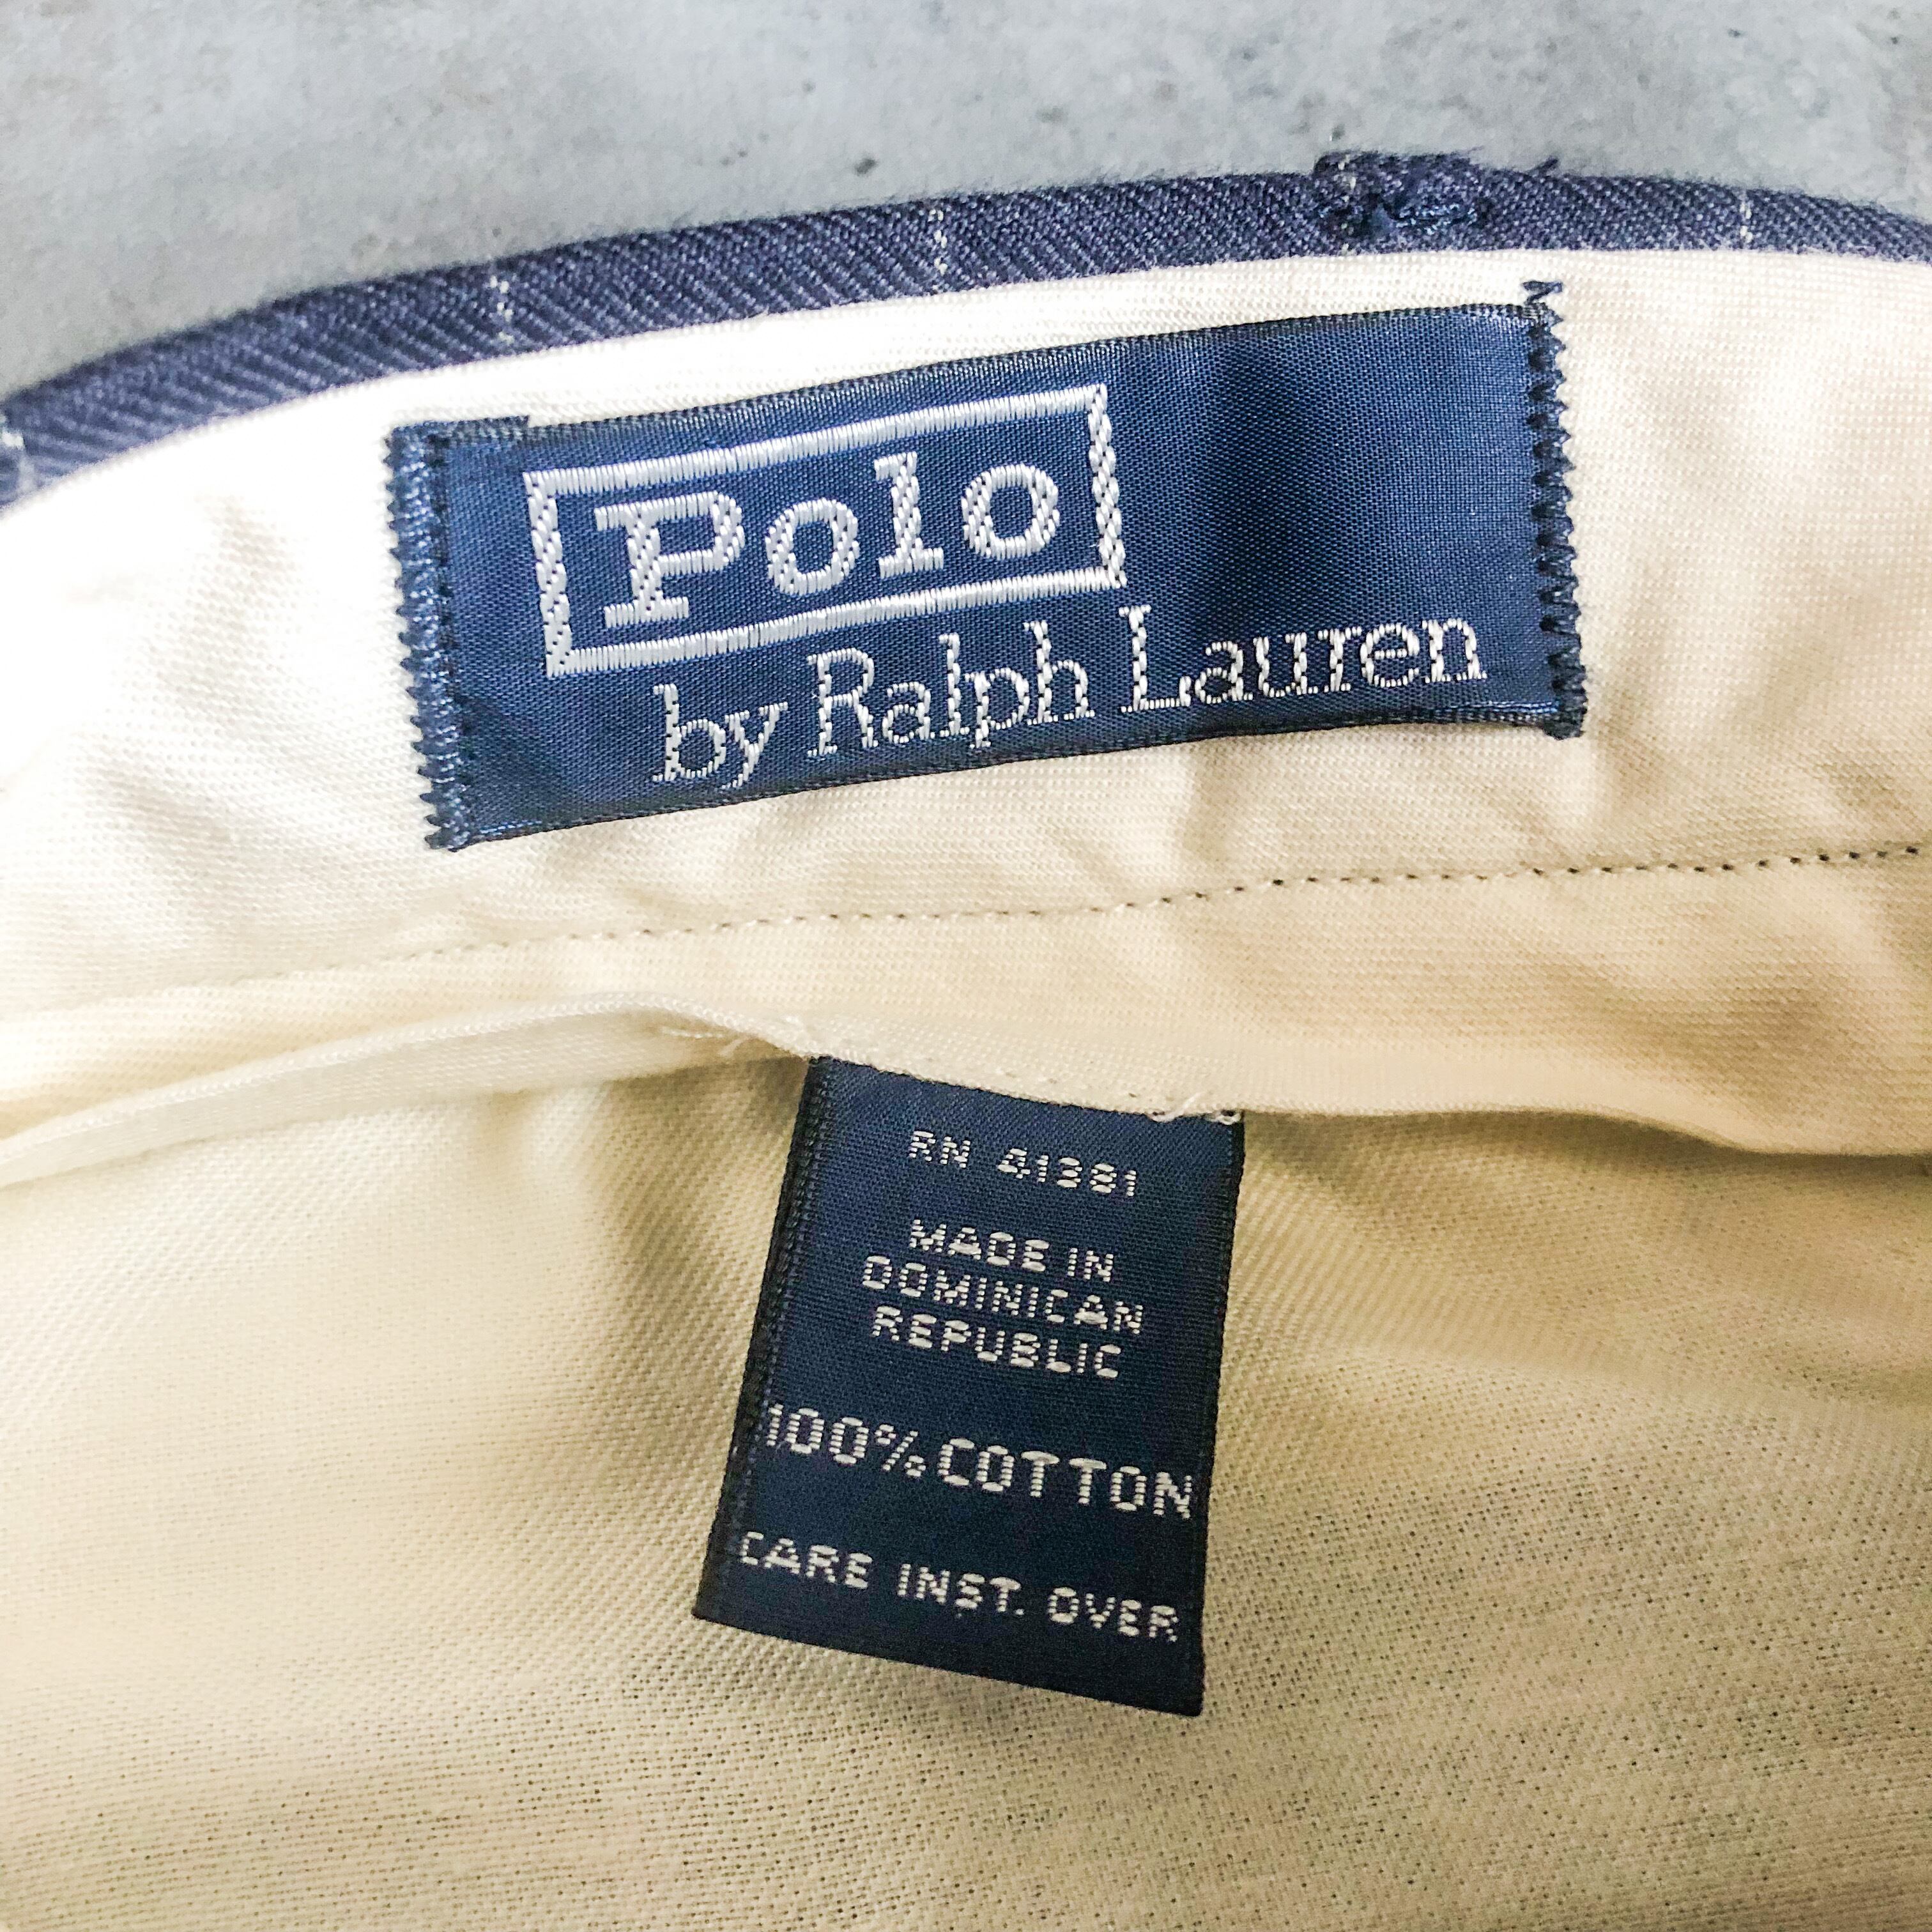 Polo
by Ralph Lauren
RN 41381
MADE IN
DOMINICAN
REPUBLIC
100% COTTON
CARE INST. OVER